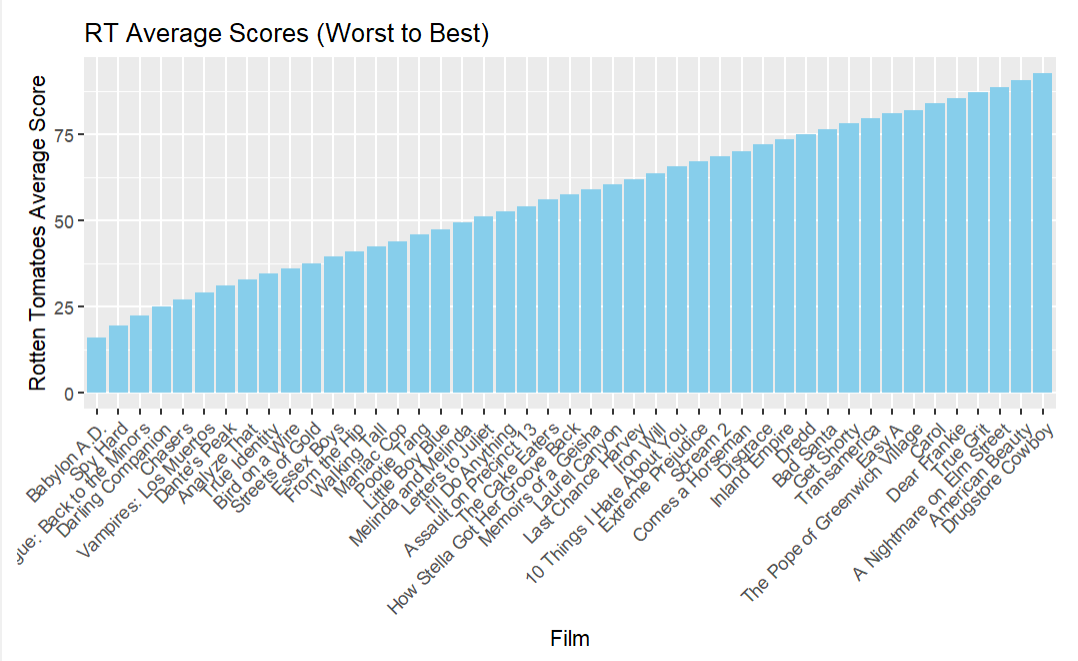 RT Average Scores (Worst to Best)
Rotten Tomatoes Average Score
75
50
25
0
Babylon A.D.
Spy Hard
gue: Back to the Minors
Darling Companion
Chasers
Vampires: Los Muertos
Dante's Peak
Analyze That
True Identity
Bird on a Wire
Streets of Gold
Essex Boys
From the Hip
Walking Tall
Maniac Cop
Pootie Tang
Little Boy Blue
Melinda and Melinda
Letters to Juliet
I'll Do Anything
Assault on Precinct 13
The Cake Eaters
How Stella Got Her Groove Back
Memoirs of a Geisha
Laurel Canyon
Last Chance Harvey
Iron Will
10 Things I Hate About You
Extreme Prejudice
Scream 2
Comes a Horseman
Disgrace
Inland Empire
Dredd
Bad Santa
Get Shorty
Transamerica
Easy A
The Pope of Greenwich Village
Carol
Dear Frankie
True Grit
A Nightmare on Elm Street
American Beauty
Drugstore Cowboy
Film